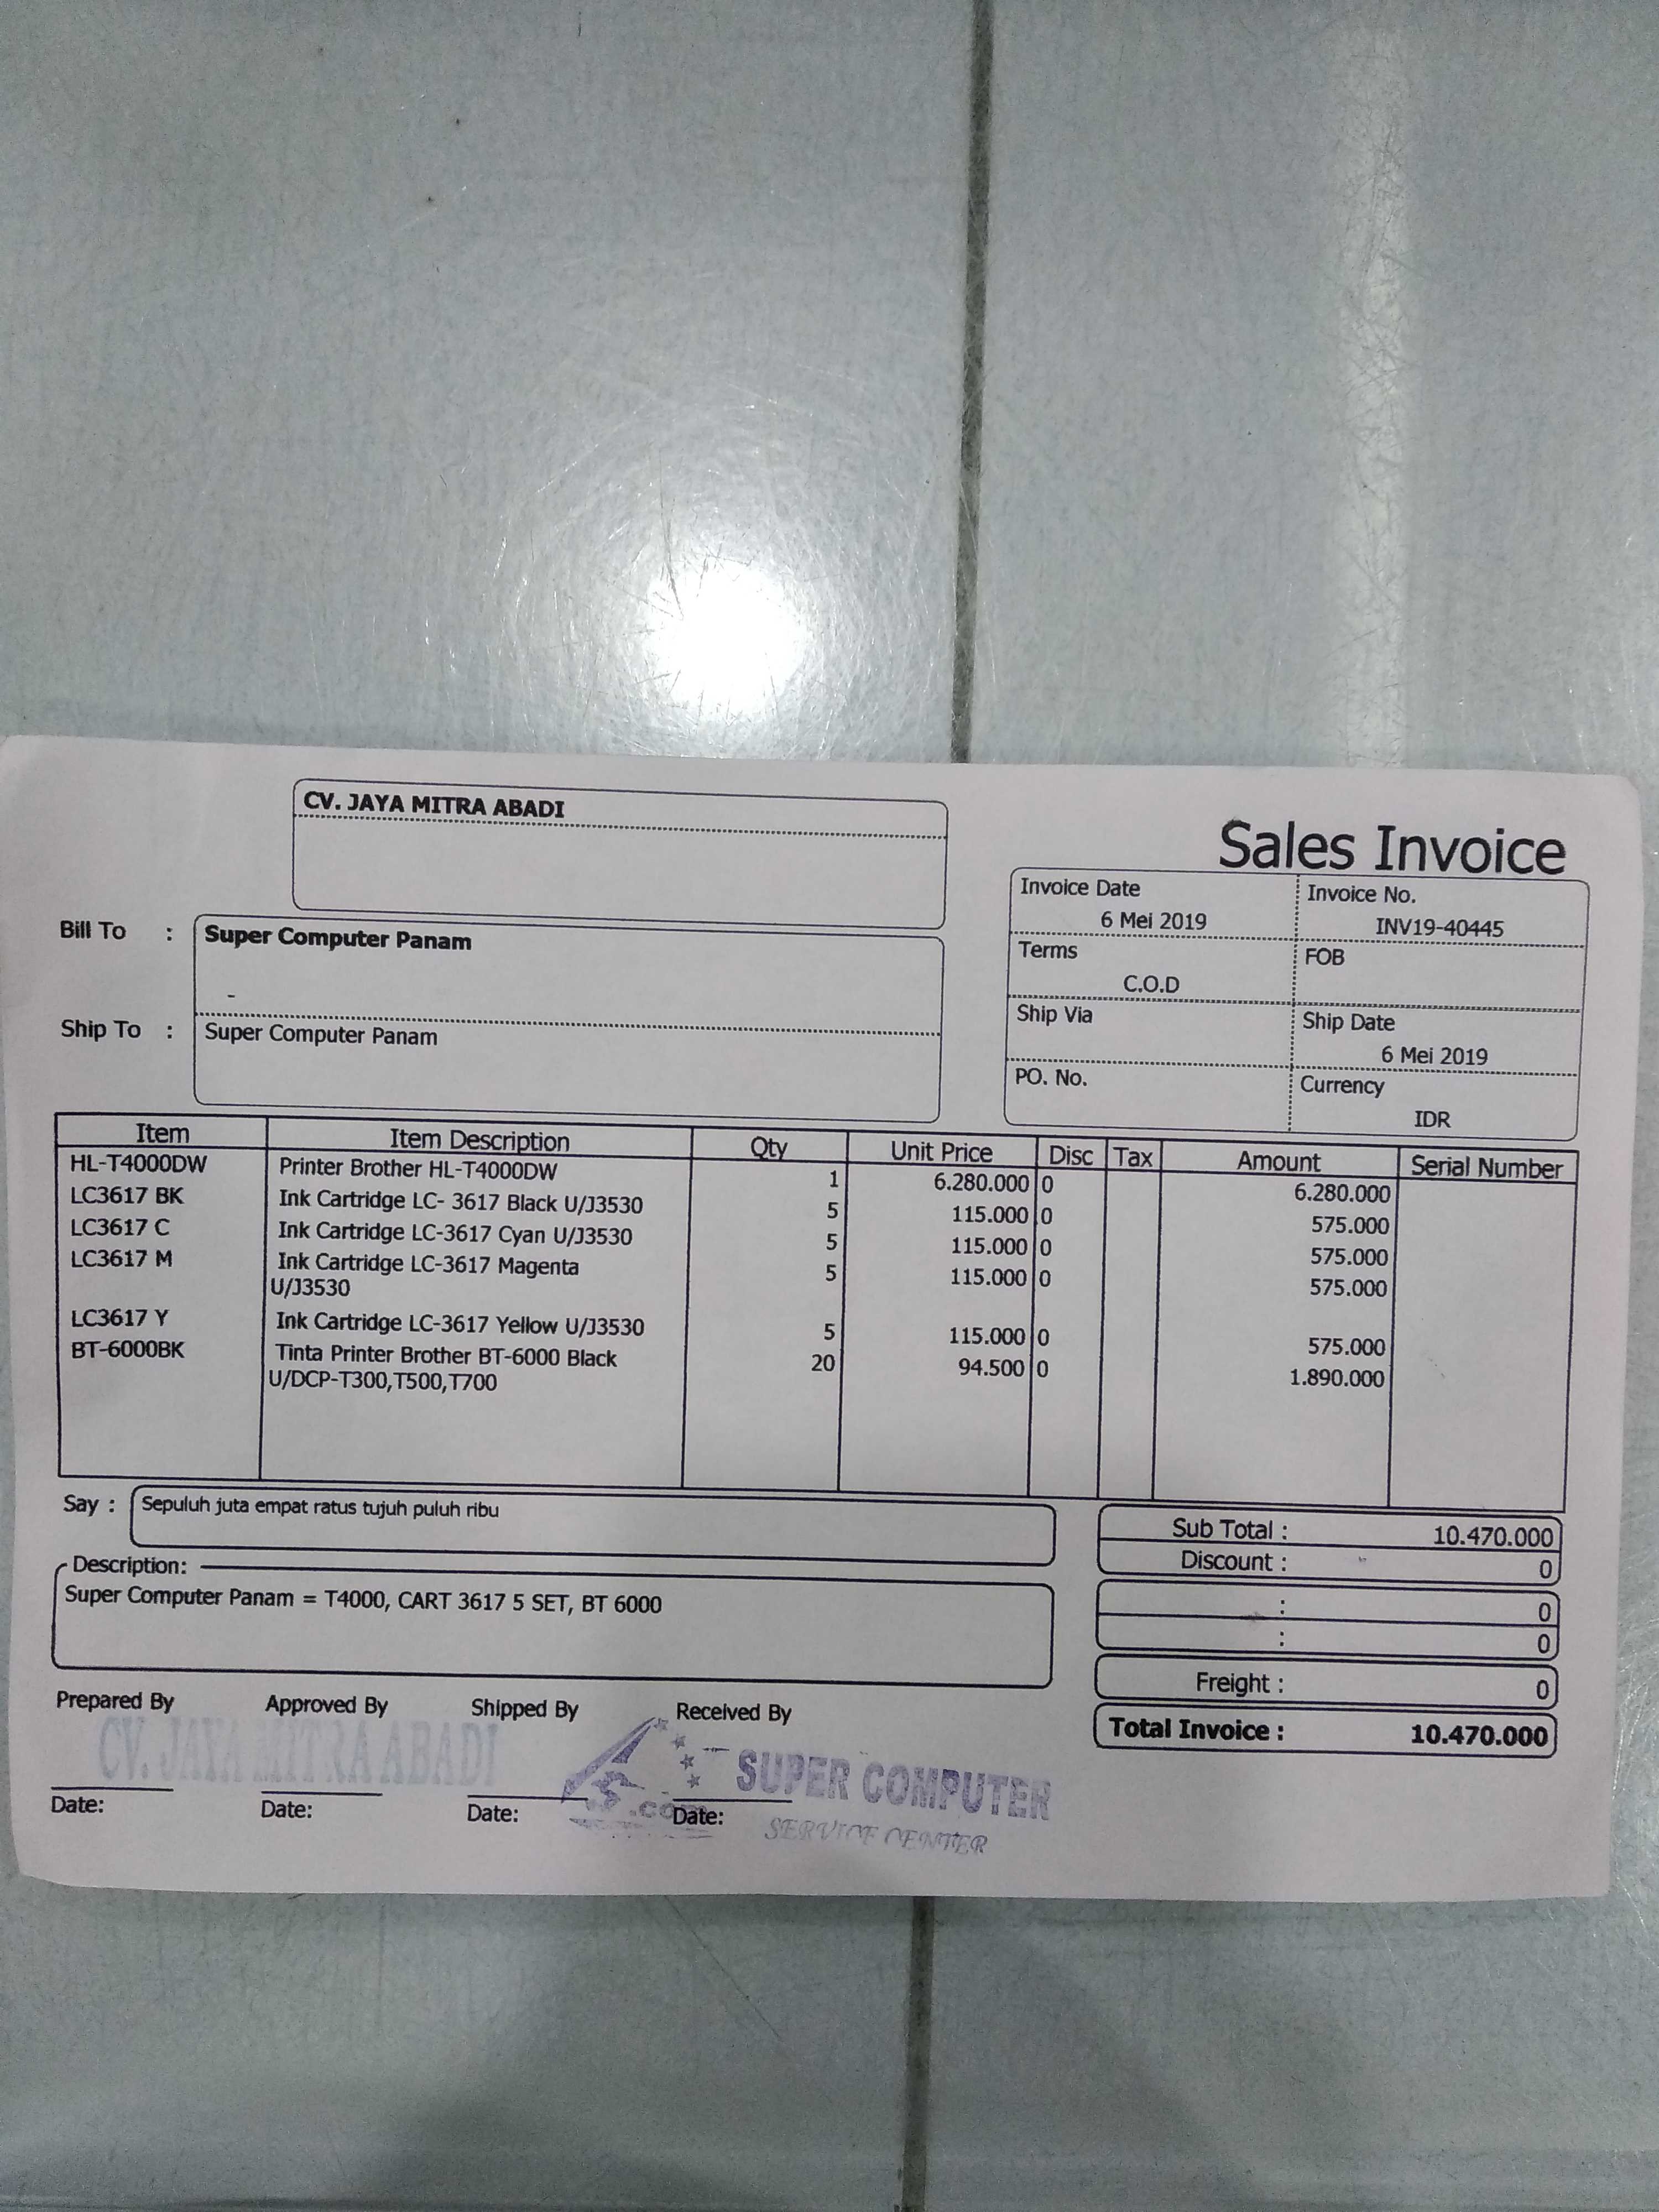 CV. JAYA MITRA ABADI
Sales Invoice
Invoice Date
6 Mei 2019
Invoice No.
INV19-40445
Terms
C.O.D
FOB
Ship Via
Ship Date
6 Mei 2019
PO. No.
Currency
IDR
Bill To : Super Computer Panam
-
Ship To : Super Computer Panam
Item Item Description Qty Unit Price Disc Tax Amount Serial Number
HL-T4000DW Printer Brother HL-T4000DW 1 6.280.000 0 6.280.000
LC3617 BK Ink Cartridge LC- 3617 Black U/J3530 5 115.000 0 575.000
LC3617 C Ink Cartridge LC-3617 Cyan U/J3530 5 115.000 0 575.000
LC3617 M Ink Cartridge LC-3617 Magenta 5 115.000 0 575.000
U/J3530
LC3617 Y Ink Cartridge LC-3617 Yellow U/J3530 5 115.000 0 575.000
BT-6000BK Tinta Printer Brother BT-6000 Black 20 94.500 0 1.890.000
U/DCP-T300,T500,T700
Say : Sepuluh juta empat ratus tujuh puluh ribu
Sub Total : 10.470.000
Discount : 0
: 0
: 0
Freight : 0
Total Invoice : 10.470.000
Description:
Super Computer Panam = T4000, CART 3617 5 SET, BT 6000
Prepared By Approved By Shipped By Received By
CV. JAYA MITRA ABADI
SUPER COMPUTER
.com
SERVICE CENTER
Date: Date: Date: Date: